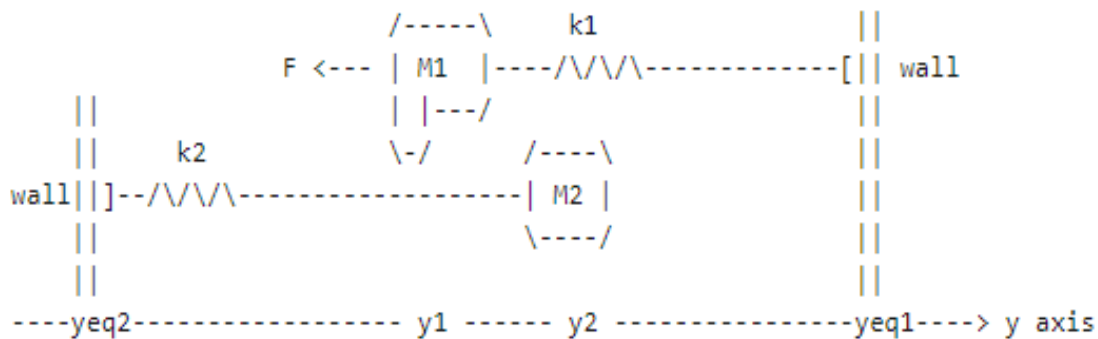 k1
F <--- | M1 |----/\/\/\-------------[|| wall
k2
wall||]--/\/\/\-------------------| M2 |
----yeq2----------------- y1 ------ y2 ---------------yeq1----> y axis